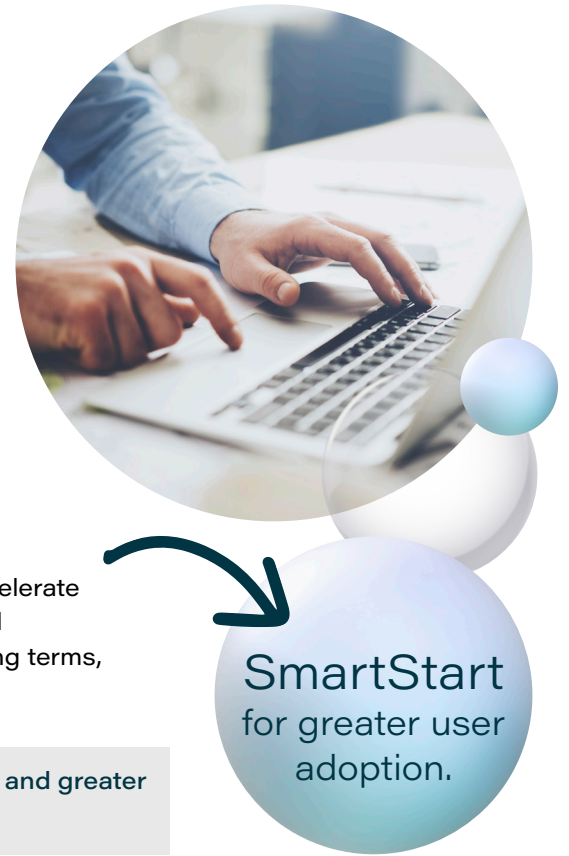 elerate
ng terms,
and greater
SmartStart
for greater user
adoption.